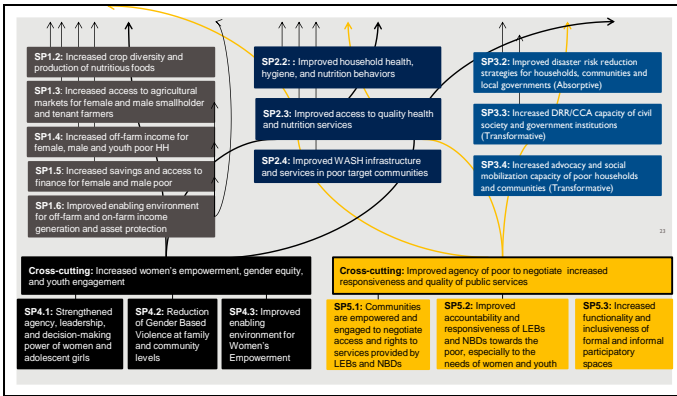 SP1.2: Increased crop diversity and
production of nutritious foods
SP1.3: Increased access to agricultural
markets for female and male smallholder
and tenant farmers
SP1.4: Increased off-farm income for
female, male and youth poor HH
SP1.5: Increased savings and access to
finance for female and male poor
SP1.6: Improved enabling environment
for off-farm and on-farm income
generation and asset protection
SP2.2: : Improved household health,
hygiene, and nutrition behaviors
SP2.3: Improved access to quality health
and nutrition services
SP2.4: Improved WASH infrastructure
and services in poor target communities
SP3.2: Improved disaster risk reduction
strategies for households, communities and
local governments (Absorptive)
SP3.3: Increased DRR/CCA capacity of civil
society and government institutions
(Transformative)
SP3.4: Increased advocacy and social
mobilization capacity of poor households
and communities (Transformative)
23
Cross-cutting: Increased women's empowerment, gender equity,
and youth engagement
SP4.1: Strengthened
agency, leadership,
and decision-making
power of women and
adolescent girls
SP4.2: Reduction
of Gender Based
Violence at family
and community
levels
SP4.3: Improved
enabling
environment for
Women's
Empowerment
Cross-cutting: Improved agency of poor to negotiate increased
responsiveness and quality of public services
SP5.1: Communities
are empowered and
engaged to negotiate
access and rights to
services provided by
LEBs and NBDs
SP5.2: Improved
accountability and
responsiveness of LEBs
and NBDs towards the
poor, especially to the
needs of women and youth
SP5.3: Increased
functionality and
inclusiveness of
formal and informal
participatory
spaces